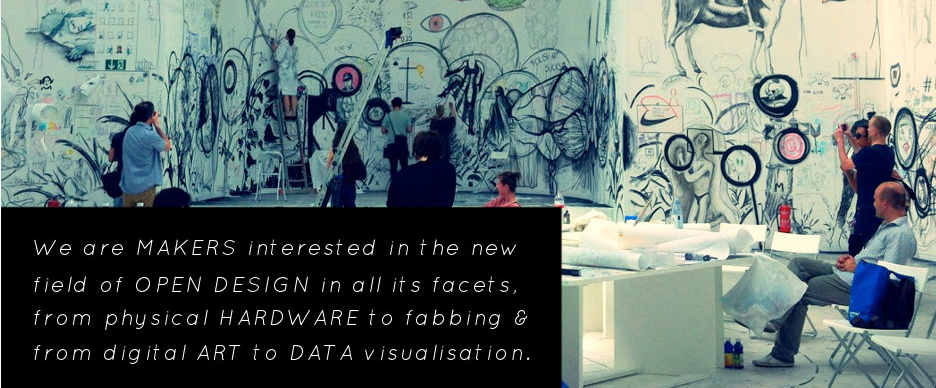 We are MAKERS interested in the new
field of OPEN DESIGN in all its facets,
from physical HARDWARE to fabbing &
from digital ART to DATA visualisation.